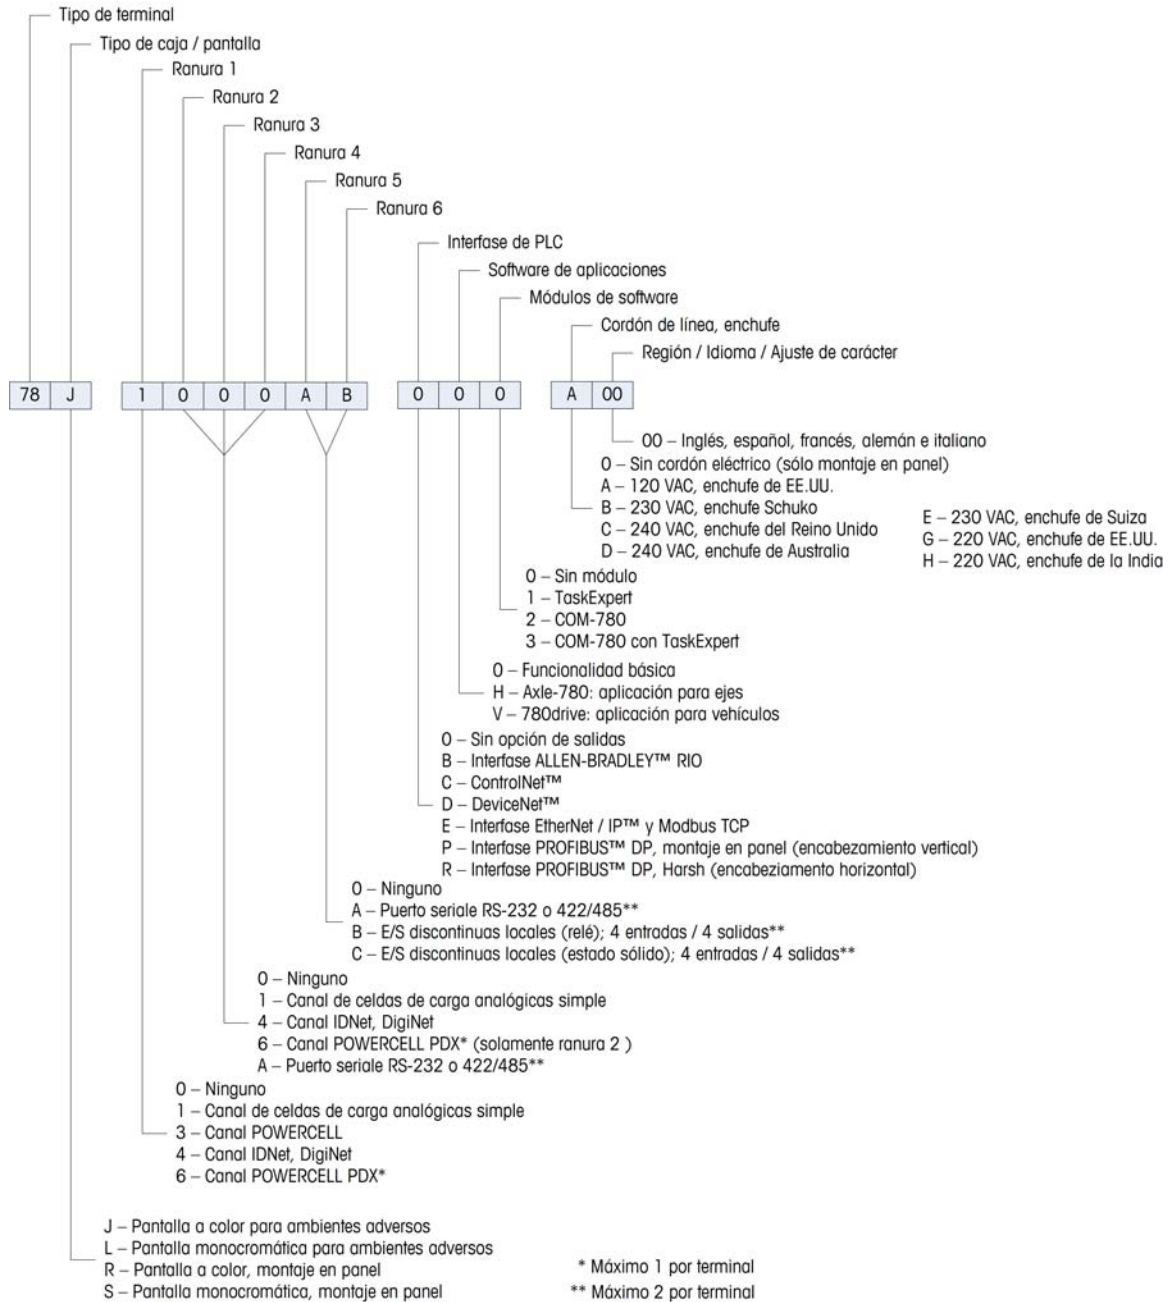 Tipo de terminal
Tipo de caja / pantalla
Ranura 1
Ranura 2
Ranura 3
Ranura 4
Ranura 5
Ranura 6
Interfase de PLC
Software de aplicaciones
Módulos de software
Cordón de línea, enchufe
Región / Idioma / Ajuste de carácter
78 J 1 0 0 0 A B 0 0 0 A 00
00 – Inglés, español, francés, alemán e italiano
0 – Sin cordón eléctrico (sólo montaje en panel)
A – 120 VAC, enchufe de EE.UU.
B – 230 VAC, enchufe Schuko
C – 240 VAC, enchufe del Reino Unido
D – 240 VAC, enchufe de Australia
E – 230 VAC, enchufe de Suiza
G – 220 VAC, enchufe de EE.UU.
H – 220 VAC, enchufe de la India
0 – Sin módulo
1 – TaskExpert
2 – COM-780
3 – COM-780 con TaskExpert
0 – Funcionalidad básica
H – Axle-780: aplicación para ejes
V – 780drive: aplicación para vehículos
0 – Sin opción de salidas
B – Interfase ALLEN-BRADLEY™ RIO
C – ControlNet™
D – DeviceNet™
E – Interfase EtherNet / IP™ y Modbus TCP
P – Interfase PROFIBUS™ DP, montaje en panel (encabezamiento vertical)
R – Interfase PROFIBUS™ DP, Harsh (encabeziamento horizontal)
0 – Ninguno
A – Puerto seriale RS-232 o 422/485**
B – E/S discontinuas locales (relé); 4 entradas / 4 salidas**
C – E/S discontinuas locales (estado sólido); 4 entradas / 4 salidas**
0 – Ninguno
1 – Canal de celdas de carga analógicas simple
4 – Canal IDNet, DigiNet
6 – Canal POWERCELL PDX* (solamente ranura 2 )
A – Puerto seriale RS-232 o 422/485**
0 – Ninguno
1 – Canal de celdas de carga analógicas simple
3 – Canal POWERCELL
4 – Canal IDNet, DigiNet
6 – Canal POWERCELL PDX*
J – Pantalla a color para ambientes adversos
L – Pantalla monocromática para ambientes adversos
R – Pantalla a color, montaje en panel
S – Pantalla monocromática, montaje en panel
* Máximo 1 por terminal
** Máximo 2 por terminal